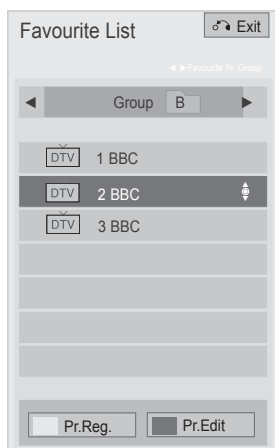 Favourite List
Exit
◄ ► Favourite Pr. Group
◄ Group B ►
DTV 1 BBC
DTV 2 BBC
DTV 3 BBC
Pr.Reg. Pr.Edit